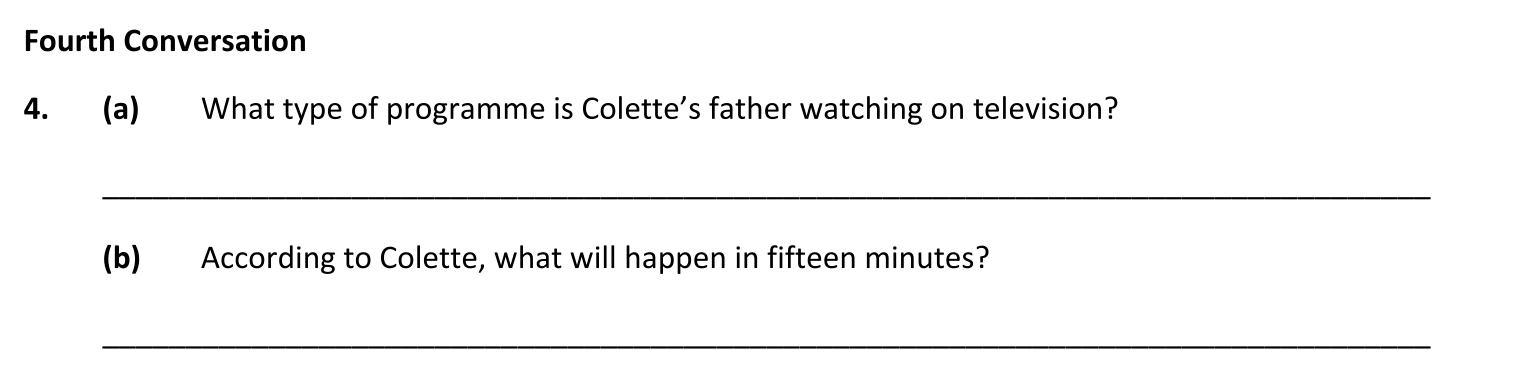 Fourth Conversation
4. (a) What type of programme is Colette’s father watching on television?
(b) According to Colette, what will happen in fifteen minutes?